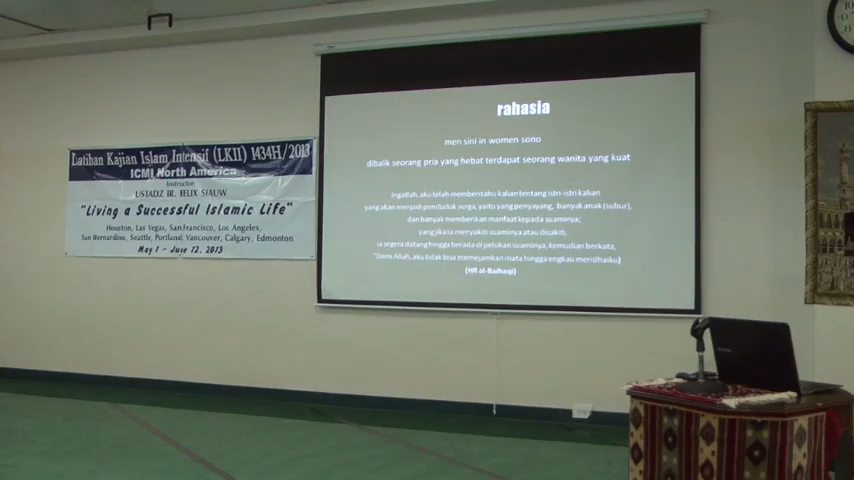 Latihan Kajian Islam Intensif (LKII) 1434H/2013
ICMI North America
Instructor:
USTADZ IR. FELIX SIAUW
"Living a Successful Islamic Life"
Houston, Las Vegas, San Francisco, Los Angeles,
San Bernardino, Seattle, Portland, Vancouver, Calgary, Edmonton
May 1 - June 12, 2013
rahasia
men sini in women sono
dibalik seorang pria yang hebat terdapat seorang wanita yang kuat
Ingatlah, aku telah memberitahu kalian tentang istri-istri kalian
yang akan menjadi penduduk surga, yaitu yang penyayang, banyak anak (subur),
dan banyak memberikan manfaat kepada suaminya;
yang jika ia menyakiti suaminya atau disakiti,
ia segera datang hingga berada di pelukan suaminya, kemudian berkata,
"Demi Allah, aku tidak bisa memejamkan mata hingga engkau meridhaiku)
(HR al-Baihaqi)